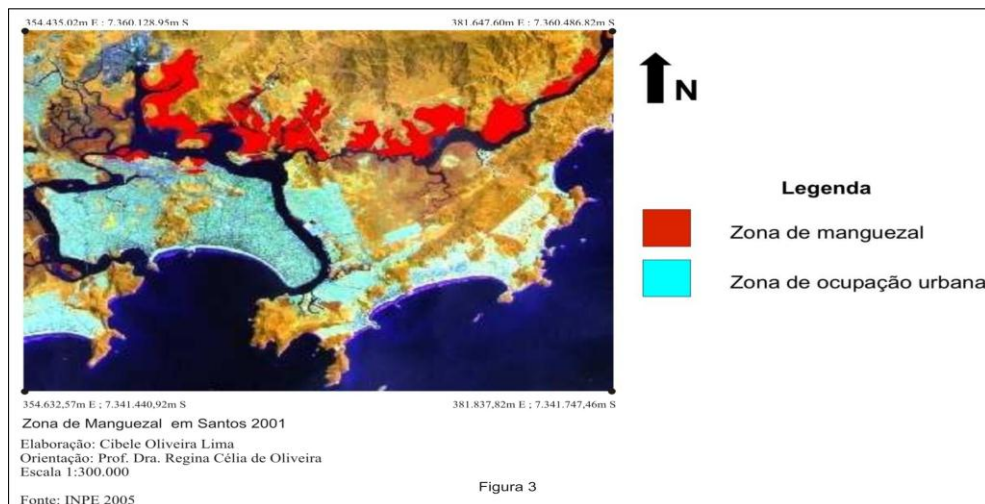 354.435.02m E ; 7.360.128.95m S
381.647.60m E ; 7.360.486.82m S
N
Legenda
Zona de manguezal
Zona de ocupação urbana
354.632,57m E ; 7.341.440,92m S
381.837,82m E ; 7.341.747,46m S
Zona de Manguezal em Santos 2001
Elaboração: Cibele Oliveira Lima
Orientação: Prof. Dra. Regina Célia de Oliveira
Escala 1:300.000
Figura 3
Fonte: INPE 2005